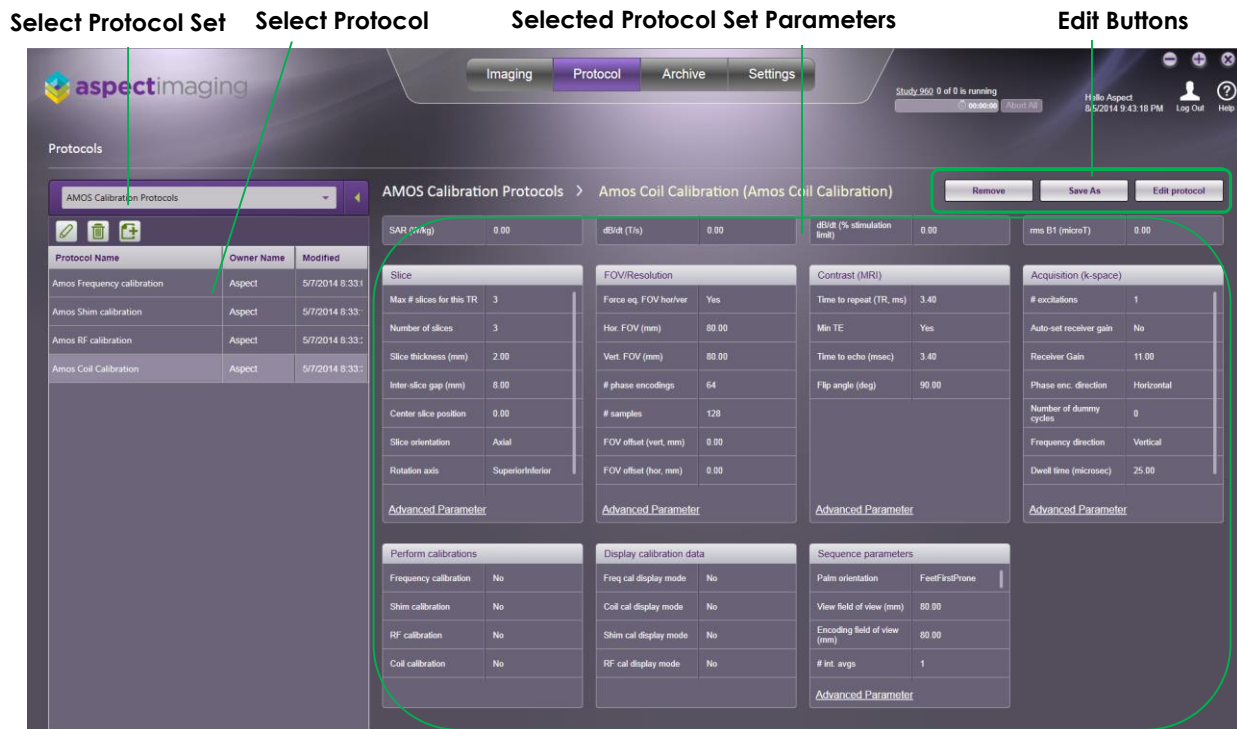 Select Protocol Set Select Protocol Selected Protocol Set Parameters Edit Buttons
aspectimaging
Imaging Protocol Archive Settings
Study 960 0 of 0 is running
00:00:00 Abort All
Hello Aspect
8/5/2014 9:43:18 PM
Log Out Help
Protocols
AMOS Calibration Protocols
AMOS Calibration Protocols > Amos Coil Calibration (Amos Coil Calibration)
Remove Save As Edit protocol
Protocol Name Owner Name Modified
Amos Frequency calibration Aspect 5/7/2014 8:33:
Amos Shim calibration Aspect 5/7/2014 8:33:
Amos RF calibration Aspect 5/7/2014 8:33:
Amos Coil Calibration Aspect 5/7/2014 8:33:
SAR (W/kg) 0.00
dB/dt (T/s) 0.00
dB/dt (% stimulation
limit) 0.00
rms B1 (microT) 0.00
Slice
Max # slices for this TR 3
Number of slices 3
Slice thickness (mm) 2.00
Inter-slice gap (mm) 8.00
Center slice position 0.00
Slice orientation Axial
Rotation axis SuperiorInferior
Advanced Parameter
FOV/Resolution
Force eq. FOV hor/ver Yes
Hor. FOV (mm) 80.00
Vert. FOV (mm) 80.00
# phase encodings 64
# samples 128
FOV offset (vert, mm) 0.00
FOV offset (hor, mm) 0.00
Advanced Parameter
Contrast (MRI)
Time to repeat (TR, ms) 3.40
Min TE Yes
Time to echo (msec) 3.40
Flip angle (deg) 90.00
Advanced Parameter
Acquisition (k-space)
# excitations 1
Auto-set receiver gain No
Receiver Gain 11.00
Phase enc. direction Horizontal
Number of dummy
cycles 0
Frequency direction Vertical
Dwell time (microsec) 25.00
Advanced Parameter
Perform calibrations
Frequency calibration No
Shim calibration No
RF calibration No
Coil calibration No
Display calibration data
Freq cal display mode No
Coil cal display mode No
Shim cal display mode No
RF cal display mode No
Sequence parameters
Palm orientation FeetFirstProne
View field of view (mm) 80.00
Encoding field of view
(mm) 80.00
# int. avgs 1
Advanced Parameter